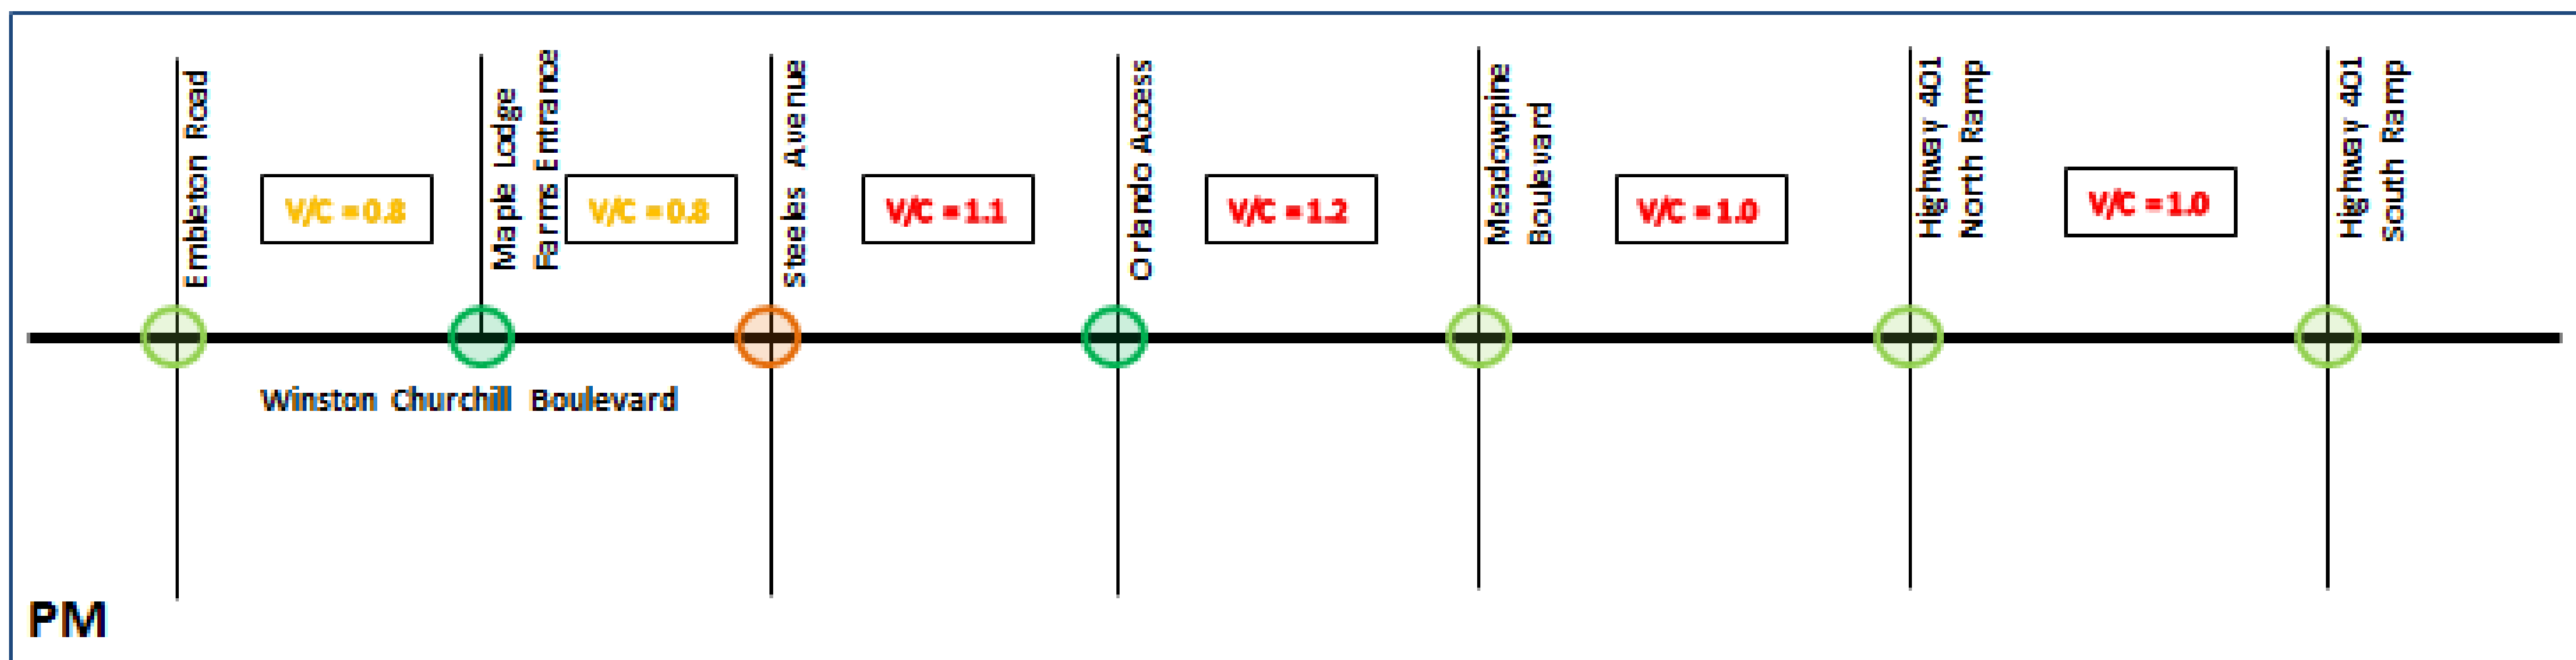 Embleton Road
Maple Lodge
Farms Entrance
Steeles Avenue
Orlando Access
Meadowpine
Boulevard
Highway 401
North Ramp
Highway 401
South Ramp
V/C = 0.8
V/C = 0.8
V/C = 1.1
V/C = 1.2
V/C = 1.0
V/C = 1.0
Winston Churchill Boulevard
PM